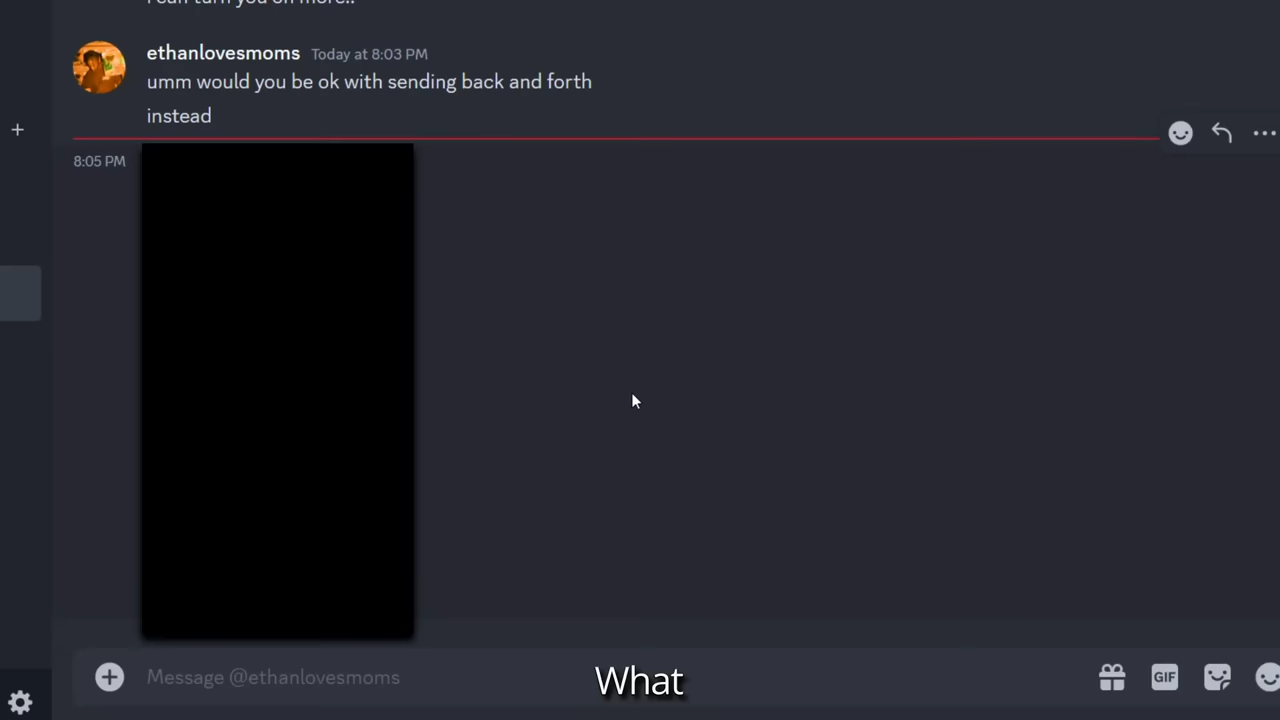 I can turn you on more..
ethanlovesmoms Today at 8:03 PM
umm would you be ok with sending back and forth
instead
8:05 PM
Message @ethanlovesmoms
GIF
What